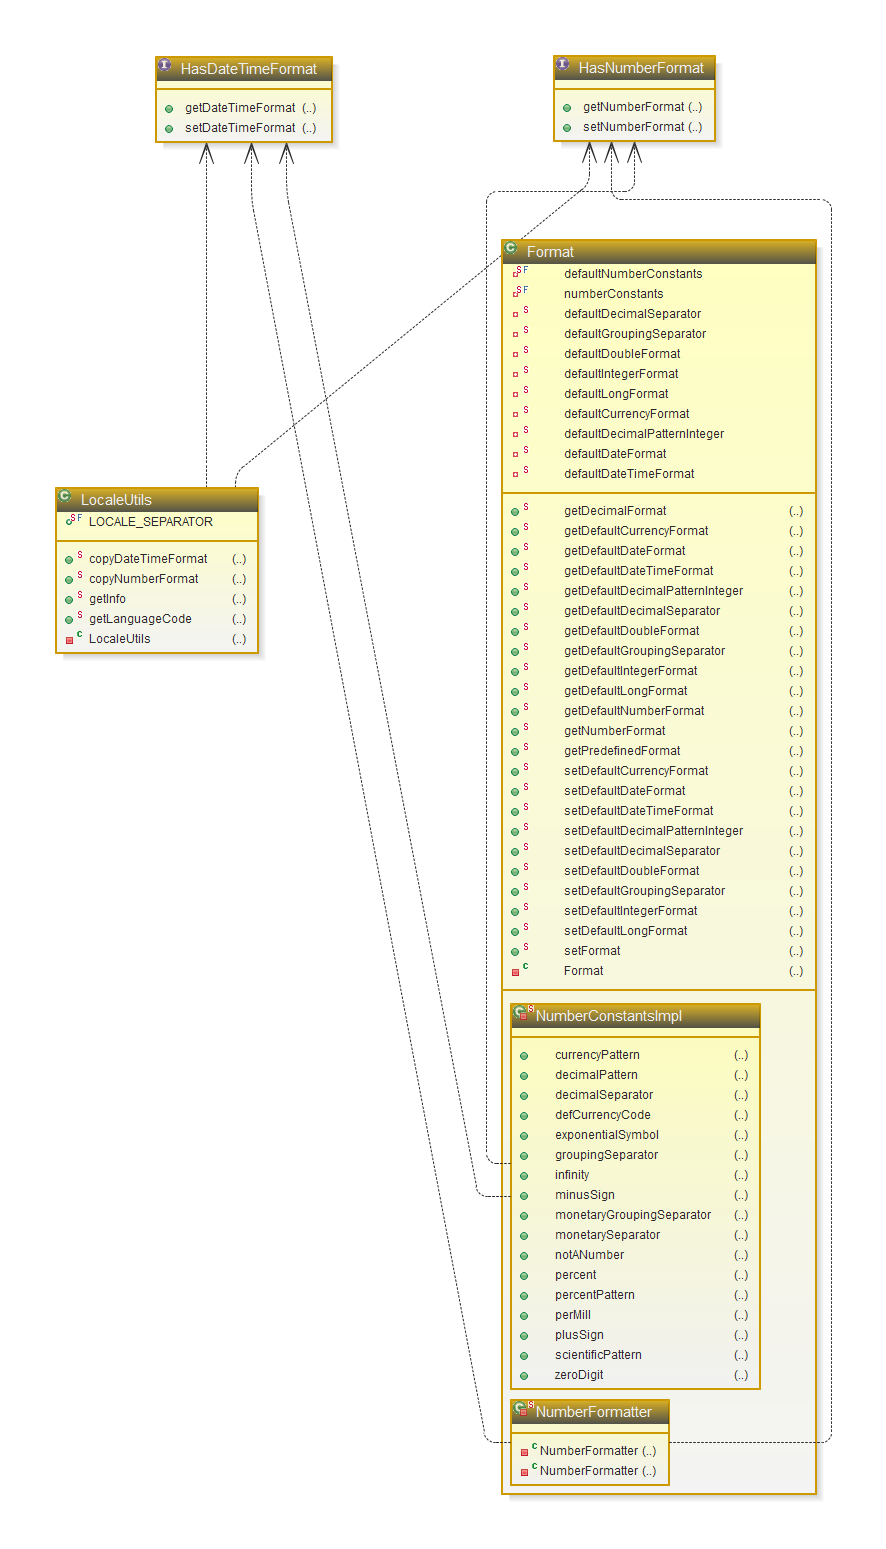 HasDateTimeFormat
getDateTimeFormat (..)
setDateTimeFormat (..)
HasNumberFormat
getNumberFormat (..)
setNumberFormat (..)
Format
defaultNumberConstants
numberConstants
defaultDecimalSeparator
defaultGroupingSeparator
defaultDoubleFormat
defaultIntegerFormat
defaultLongFormat
defaultCurrencyFormat
defaultDecimalPatternInteger
defaultDateFormat
defaultDateTimeFormat
getDecimalFormat (..)
getDefaultCurrencyFormat (..)
getDefaultDateFormat (..)
getDefaultDateTimeFormat (..)
getDefaultDecimalPatternInteger (..)
getDefaultDecimalSeparator (..)
getDefaultDoubleFormat (..)
getDefaultGroupingSeparator (..)
getDefaultIntegerFormat (..)
getDefaultLongFormat (..)
getDefaultNumberFormat (..)
getNumberFormat (..)
getPredefinedFormat (..)
setDefaultCurrencyFormat (..)
setDefaultDateFormat (..)
setDefaultDateTimeFormat (..)
setDefaultDecimalPatternInteger (..)
setDefaultDecimalSeparator (..)
setDefaultDoubleFormat (..)
setDefaultGroupingSeparator (..)
setDefaultIntegerFormat (..)
setDefaultLongFormat (..)
setFormat (..)
Format (..)
LocaleUtils
LOCALE_SEPARATOR
copyDateTimeFormat (..)
copyNumberFormat (..)
getInfo (..)
getLanguageCode (..)
LocaleUtils (..)
NumberConstantsImpl
currencyPattern (..)
decimalPattern (..)
decimalSeparator (..)
defCurrencyCode (..)
exponentialSymbol (..)
groupingSeparator (..)
infinity (..)
minusSign (..)
monetaryGroupingSeparator (..)
monetarySeparator (..)
notANumber (..)
percent (..)
percentPattern (..)
perMill (..)
plusSign (..)
scientificPattern (..)
zeroDigit (..)
NumberFormatter
NumberFormatter (..)
NumberFormatter (..)